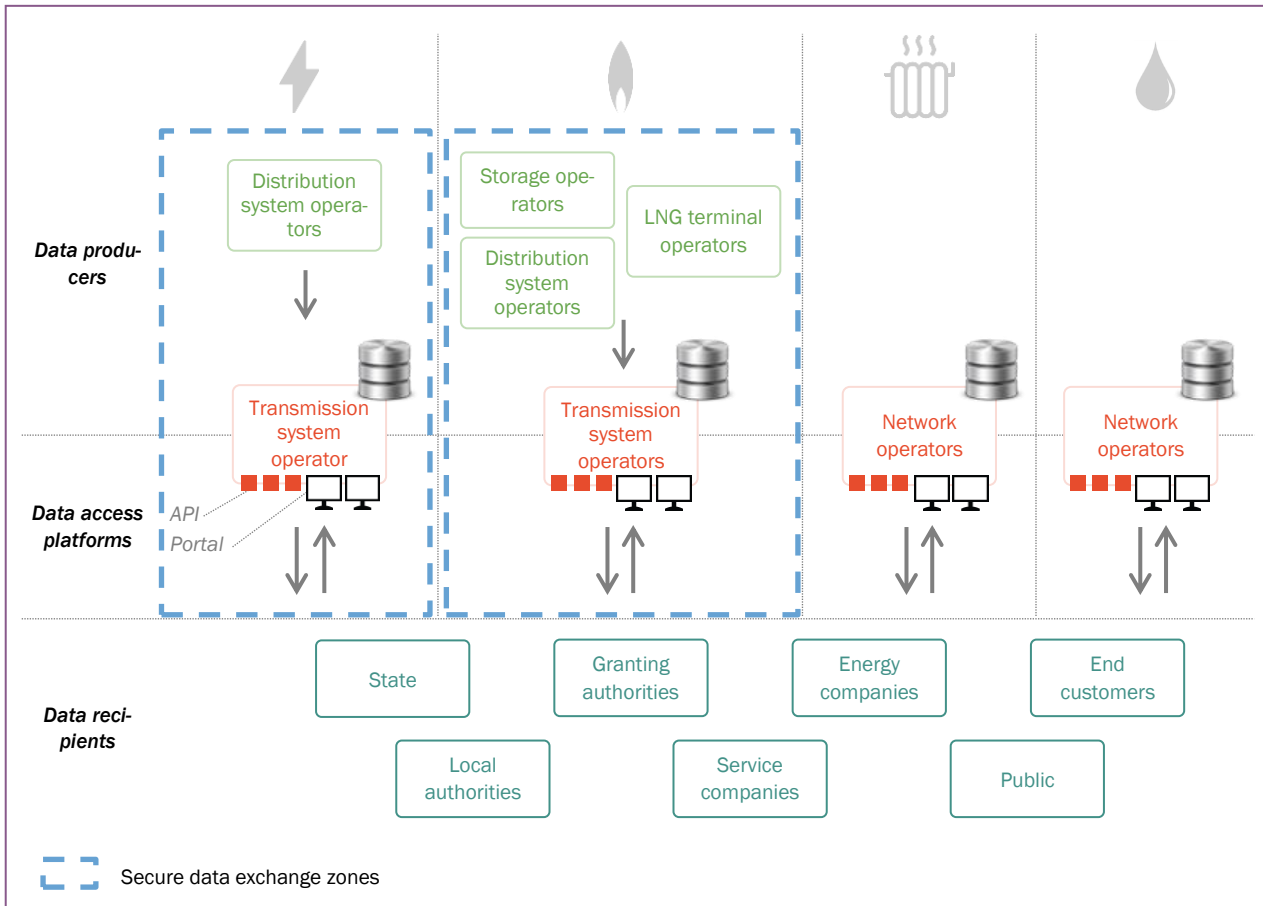 Distribution
system opera-
tors
Storage ope-
rators
LNG terminal
operators
Distribution
system
operators
Data produ-
cers
Transmission
system
operator
Transmission
system
operators
Network
operators
Network
operators
Data access
platforms
API
Portal
State
Granting
authorities
Energy
companies
End
customers
Data reci-
pients
Local
authorities
Service
companies
Public
Secure data exchange zones